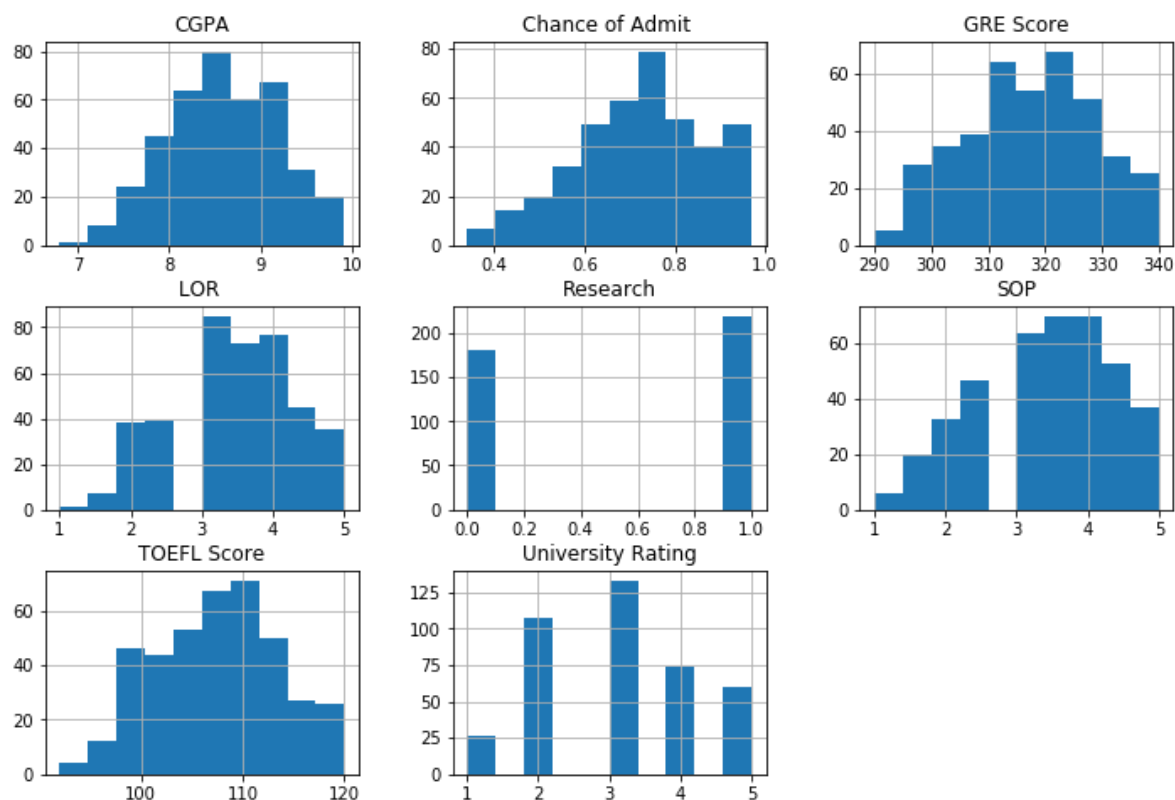 CGPA
80
60
40
20
0
7 8 9 10
Chance of Admit
80
60
40
20
0
0.4 0.6 0.8 1.0
GRE Score
60
40
20
0
290 300 310 320 330 340
LOR
80
60
40
20
0
1 2 3 4 5
Research
200
150
100
50
0
0.0 0.2 0.4 0.6 0.8 1.0
SOP
60
40
20
0
1 2 3 4 5
TOEFL Score
60
40
20
0
100 110 120
University Rating
125
100
75
50
25
0
1 2 3 4 5